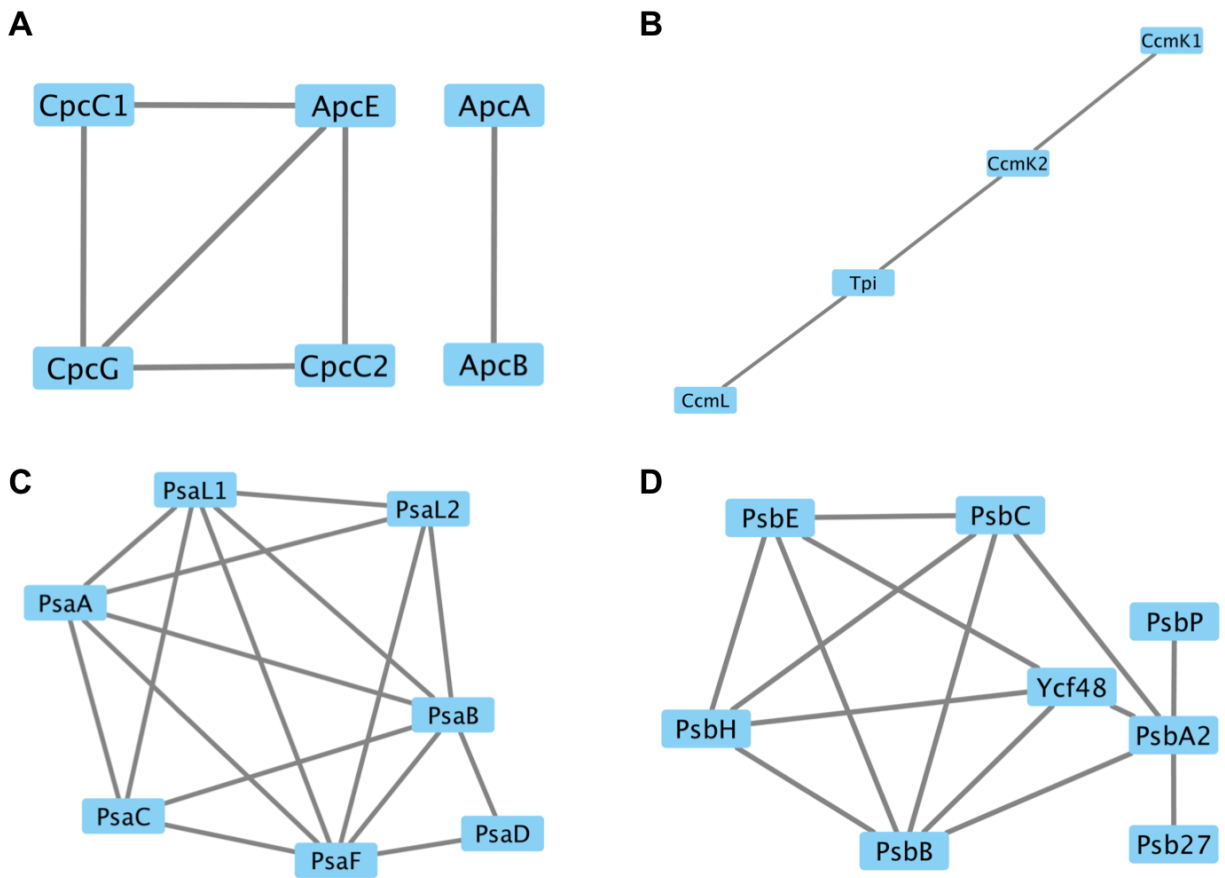 A
CpcC1
ApcE
ApcA
CpcG
CpcC2
ApcB
B
CcmK1
CcmK2
Tpi
CcmL
C
PsaL1
PsaL2
PsaA
PsaB
PsaC
PsaD
PsaF
D
PsbE
PsbC
PsbP
Ycf48
PsbH
PsbA2
PsbB
Psb27